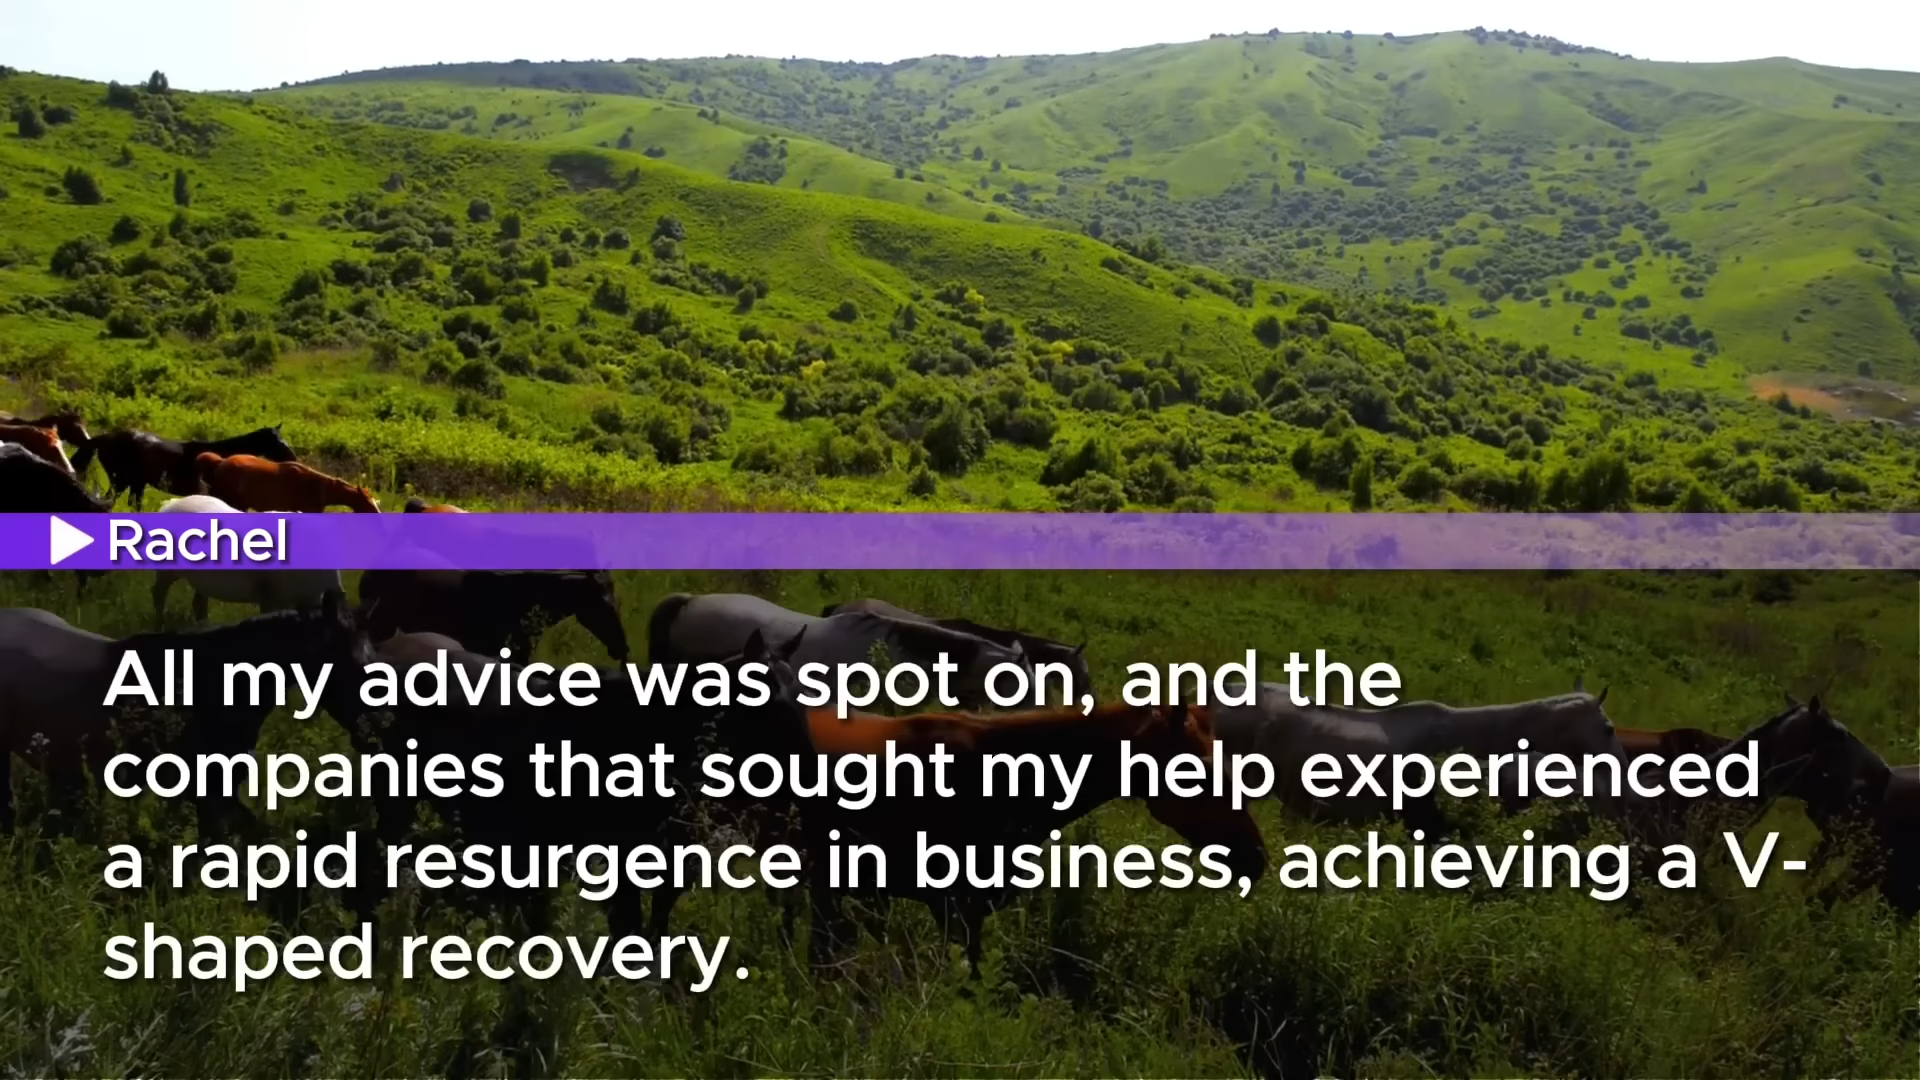 Rachel
All my advice was spot on, and the
companies that sought my help experienced
a rapid resurgence in business, achieving a V-
shaped recovery.